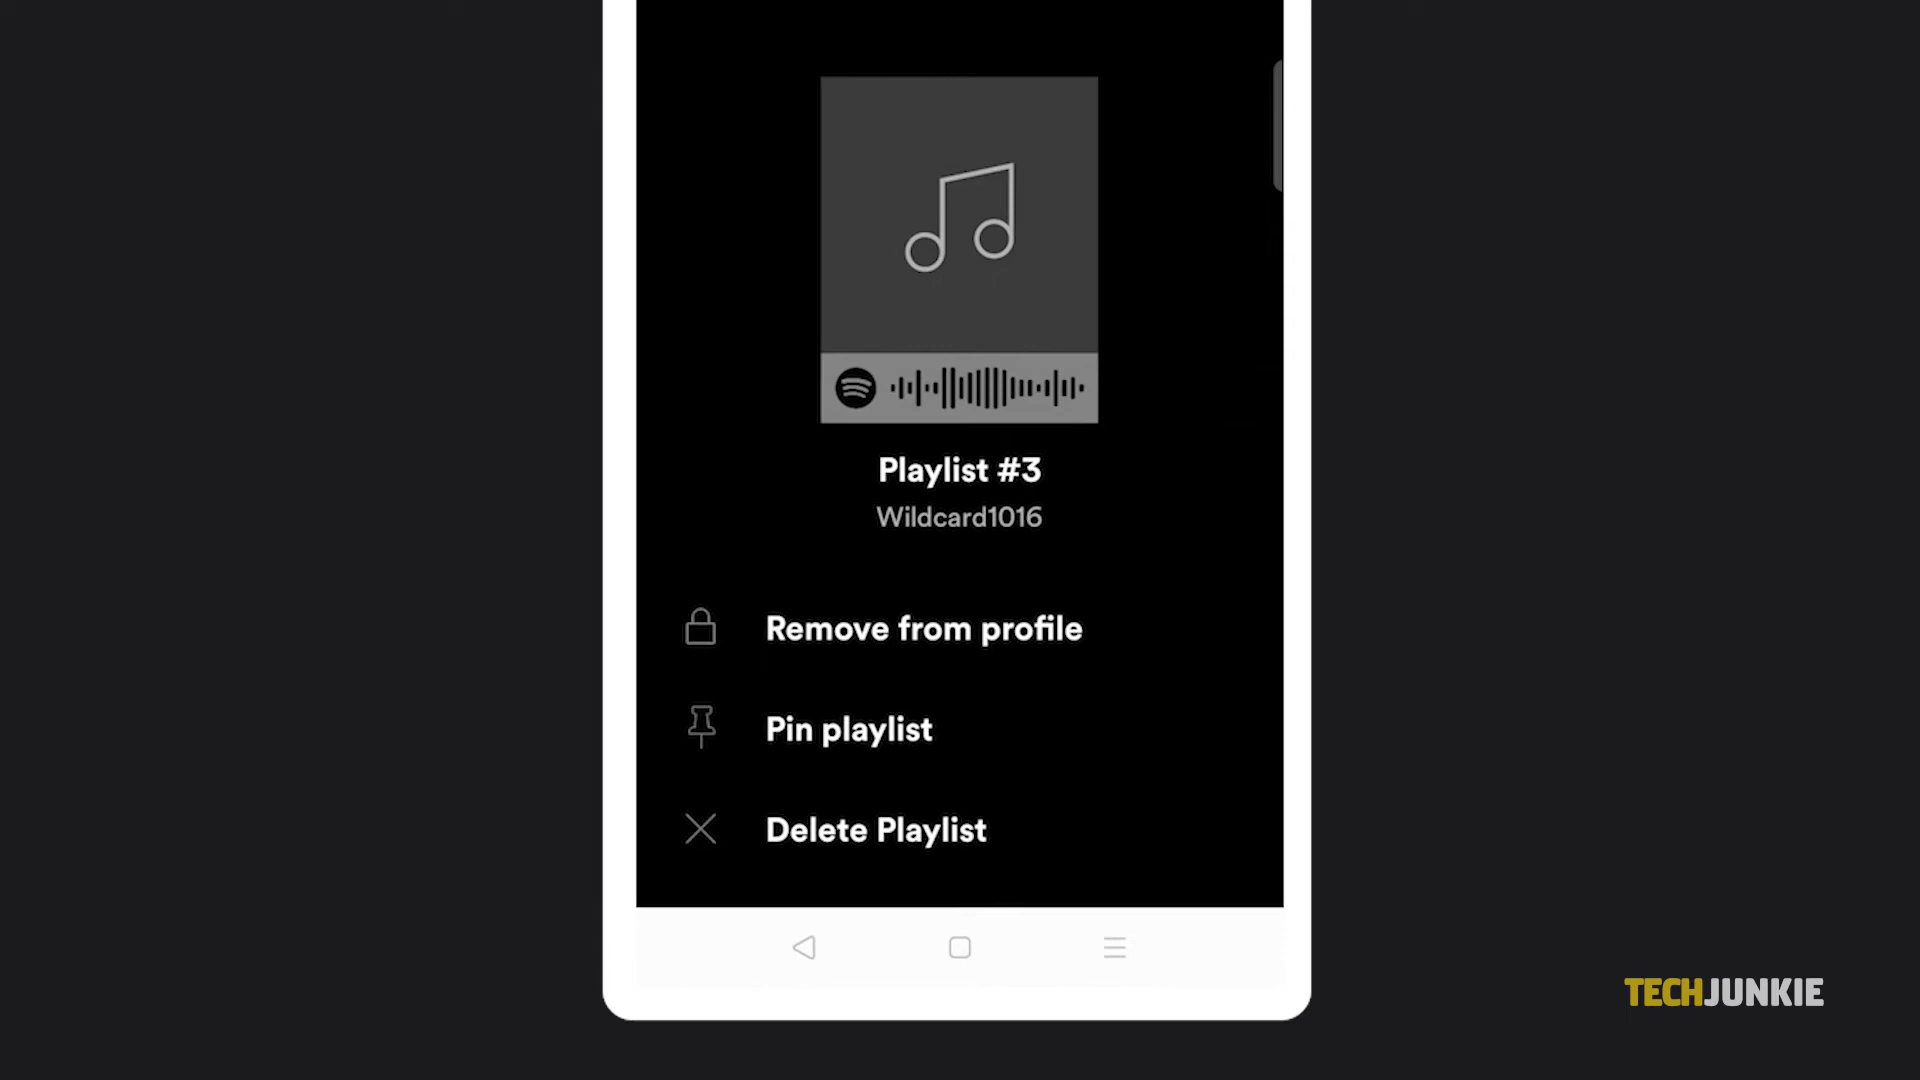 Playlist #3
Wildcard1016
Remove from profile
Pin playlist
Delete Playlist
TECHJUNKIE